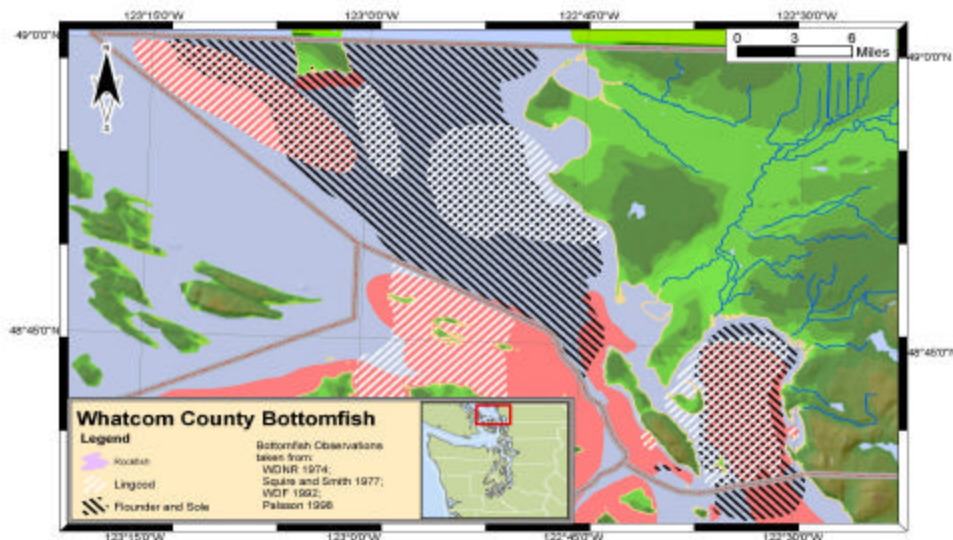 123°15'0"W 123°0'0"W 122°45'0"W 122°30'0"W
49°0'0"N
0 3 6
Miles
49°0'0"N
N
48°45'0"N
48°45'0"N
Whatcom County Bottomfish
Legend
Rockfish
Lingcod
Flounder and Sole
Bottomfish Observations
taken from:
WDNR 1974;
Squire and Smith 1977;
WDF 1992;
Palsson 1998
123°15'0"W 123°0'0"W 122°45'0"W 122°30'0"W